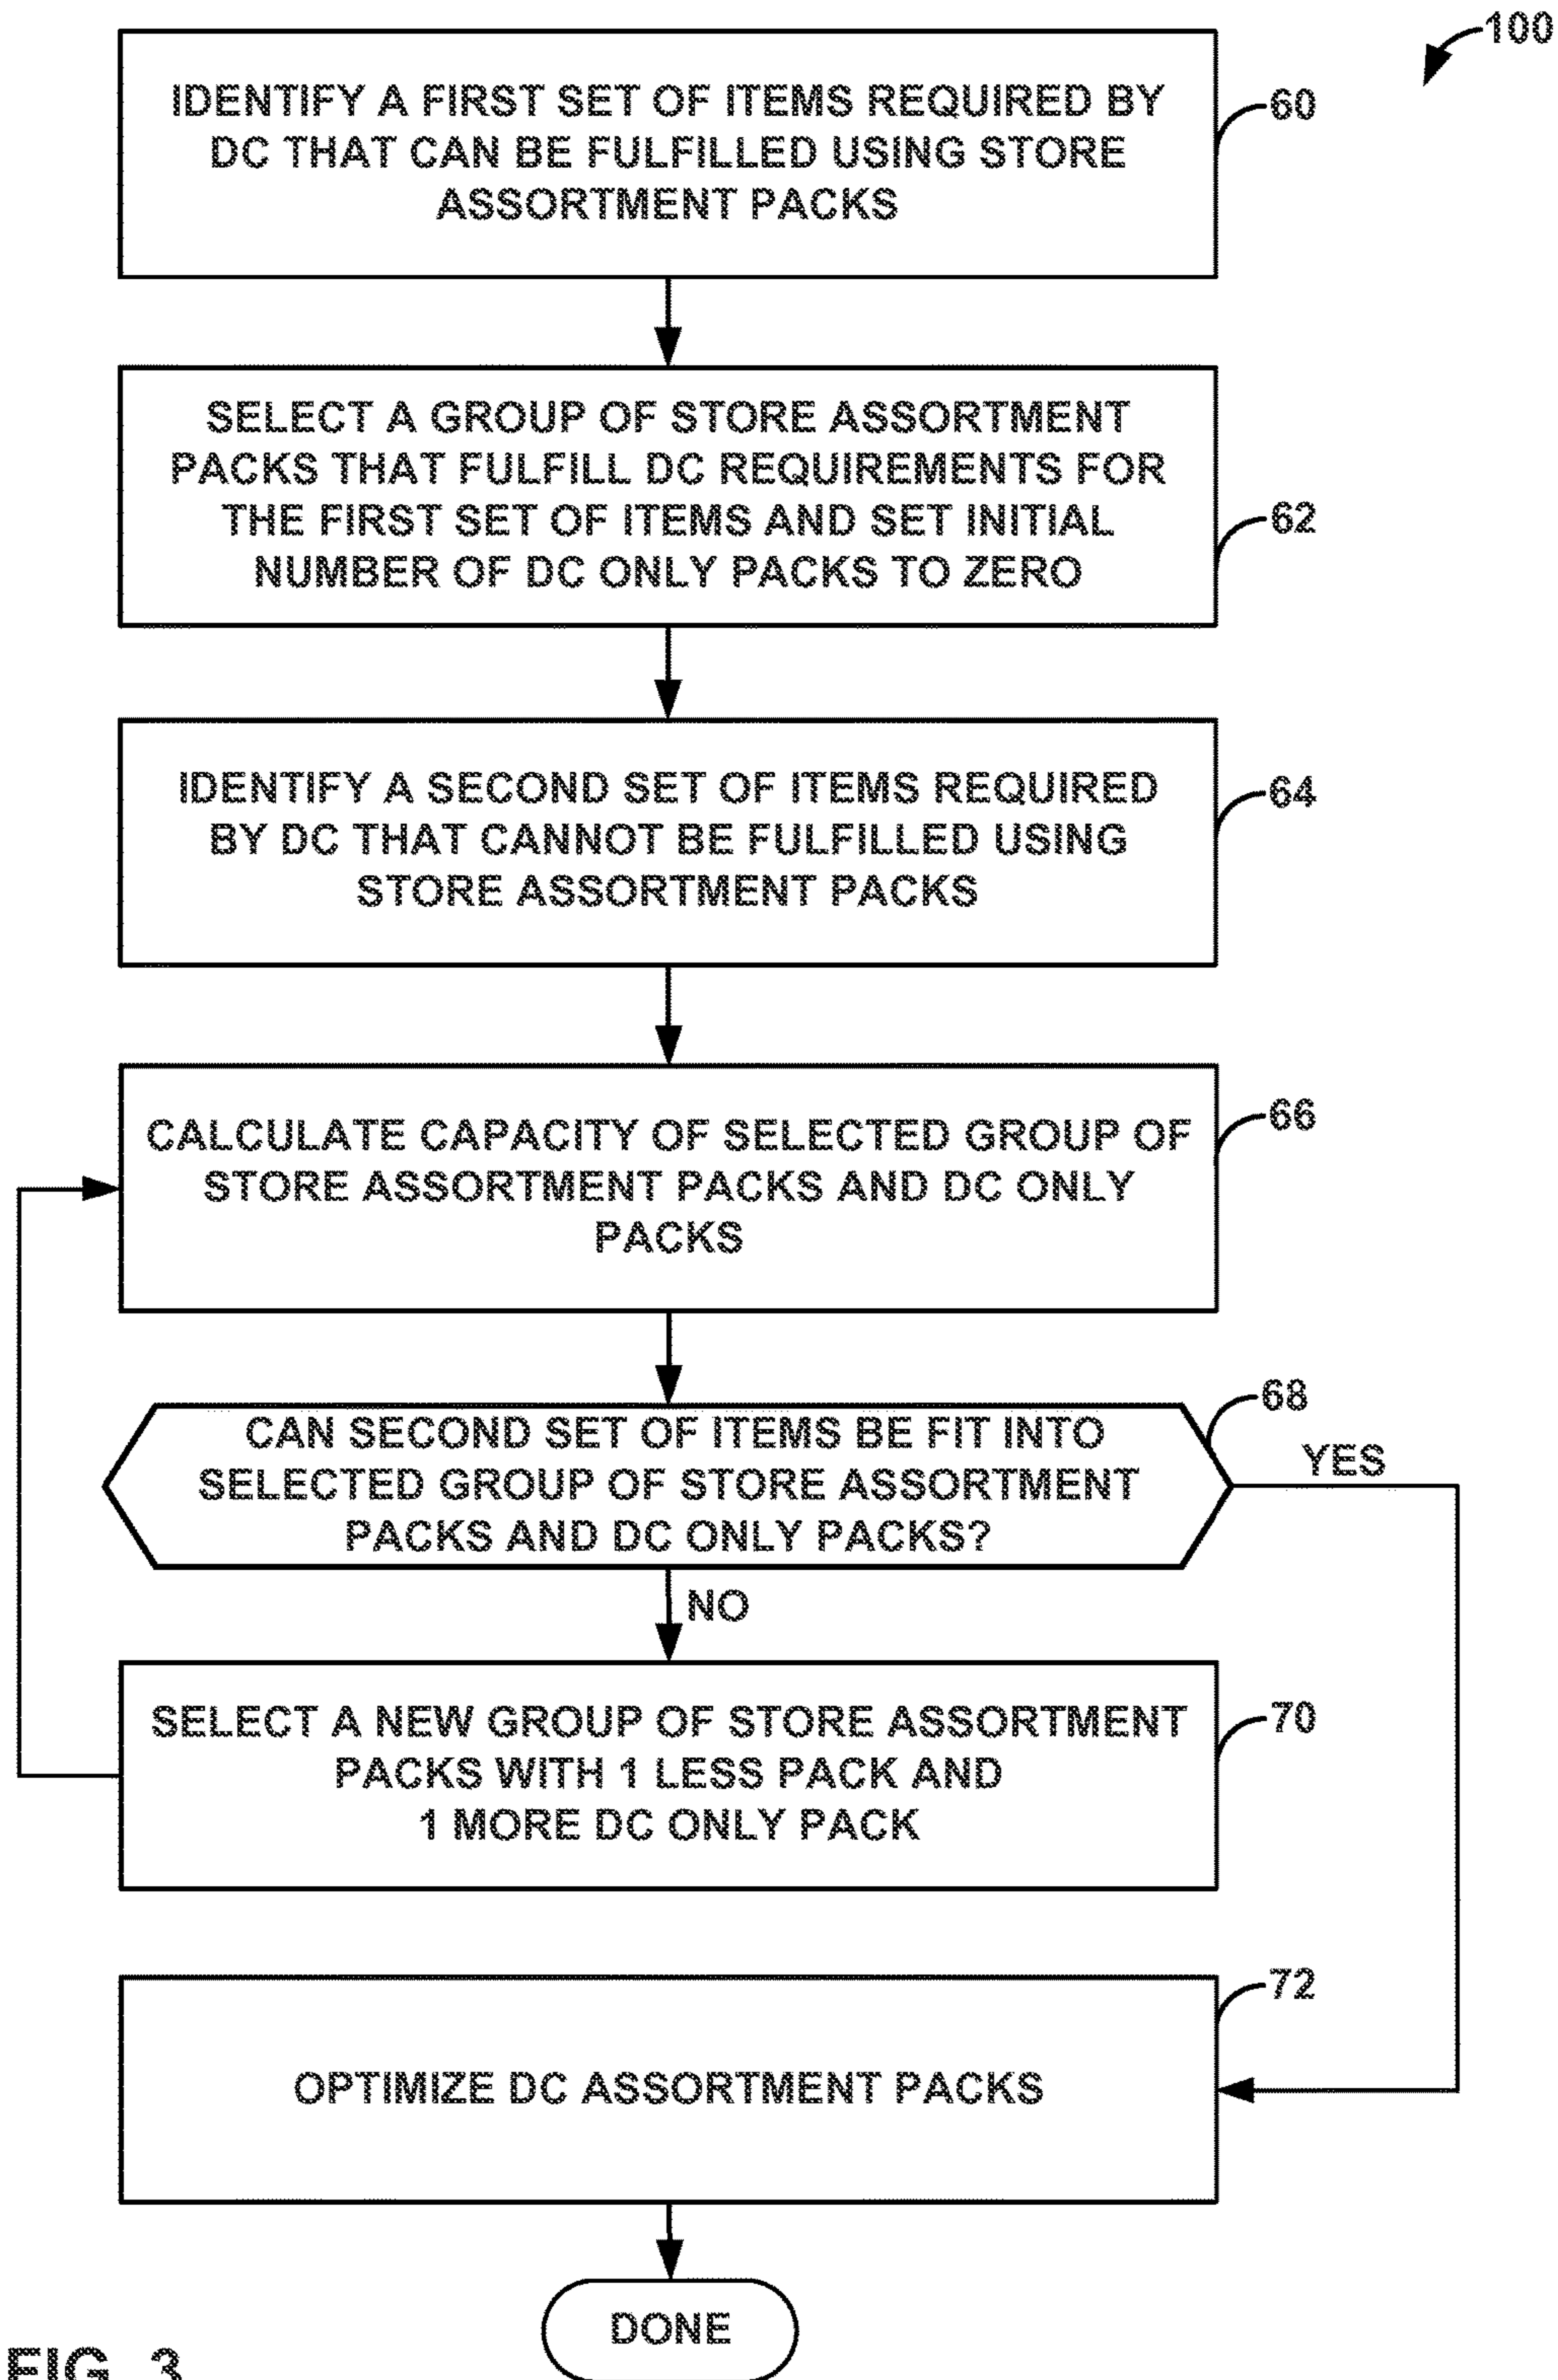 100
IDENTIFY A FIRST SET OF ITEMS REQUIRED BY
DC THAT CAN BE FULFILLED USING STORE
ASSORTMENT PACKS
60
SELECT A GROUP OF STORE ASSORTMENT
PACKS THAT FULFILL DC REQUIREMENTS FOR
THE FIRST SET OF ITEMS AND SET INITIAL
NUMBER OF DC ONLY PACKS TO ZERO
62
IDENTIFY A SECOND SET OF ITEMS REQUIRED
BY DC THAT CANNOT BE FULFILLED USING
STORE ASSORTMENT PACKS
64
CALCULATE CAPACITY OF SELECTED GROUP OF
STORE ASSORTMENT PACKS AND DC ONLY
PACKS
66
CAN SECOND SET OF ITEMS BE FIT INTO
SELECTED GROUP OF STORE ASSORTMENT
PACKS AND DC ONLY PACKS?
68
YES
NO
SELECT A NEW GROUP OF STORE ASSORTMENT
PACKS WITH 1 LESS PACK AND
1 MORE DC ONLY PACK
70
OPTIMIZE DC ASSORTMENT PACKS
72
DONE
FIG. 3